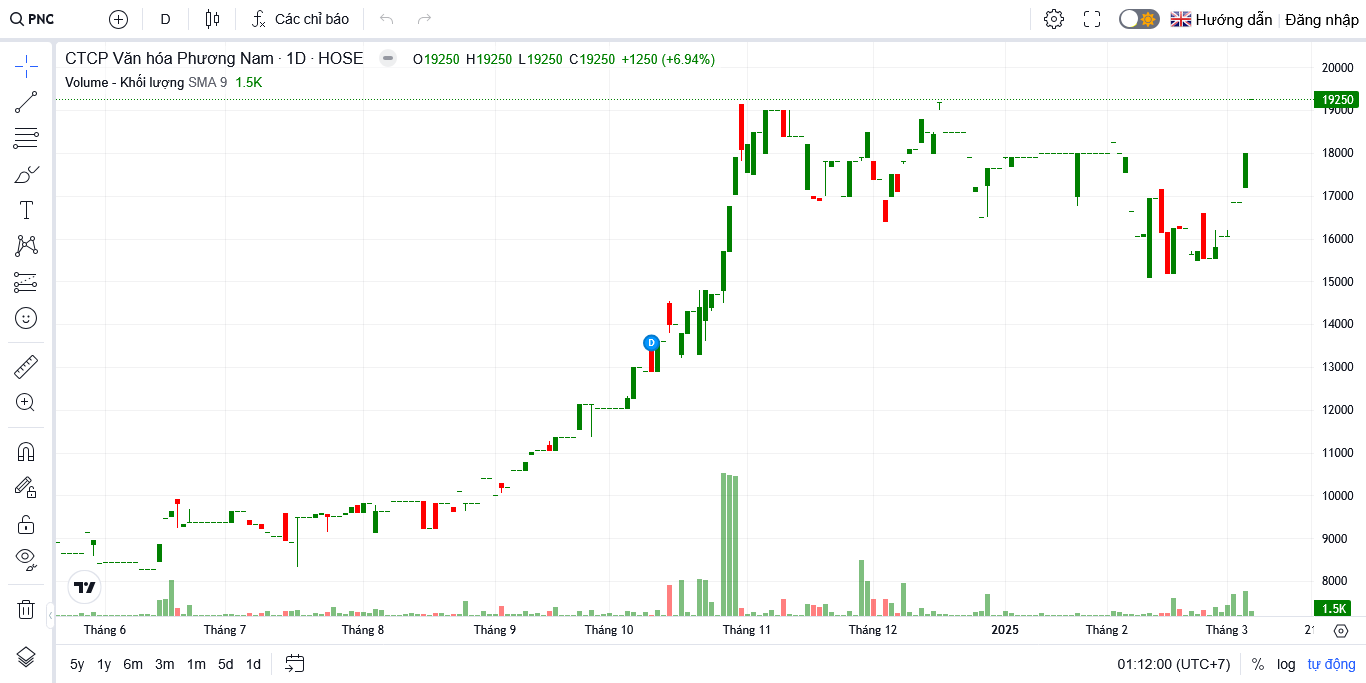 PNC D Các chỉ báo Hướng dẫn Đăng nhập
CTCP Văn hóa Phương Nam · 1D · HOSE O19250 H19250 L19250 C19250 +1250 (+6.94%)
Volume - Khối lượng SMA 9 1.5K
20000
19250
19000
18000
17000
16000
15000
14000
D
13000
12000
11000
10000
9000
8000
1.5K
Tháng 6 Tháng 7 Tháng 8 Tháng 9 Tháng 10 Tháng 11 Tháng 12 2025 Tháng 2 Tháng 3 21
5y 1y 6m 3m 1m 5d 1d 01:12:00 (UTC+7) % log tự động